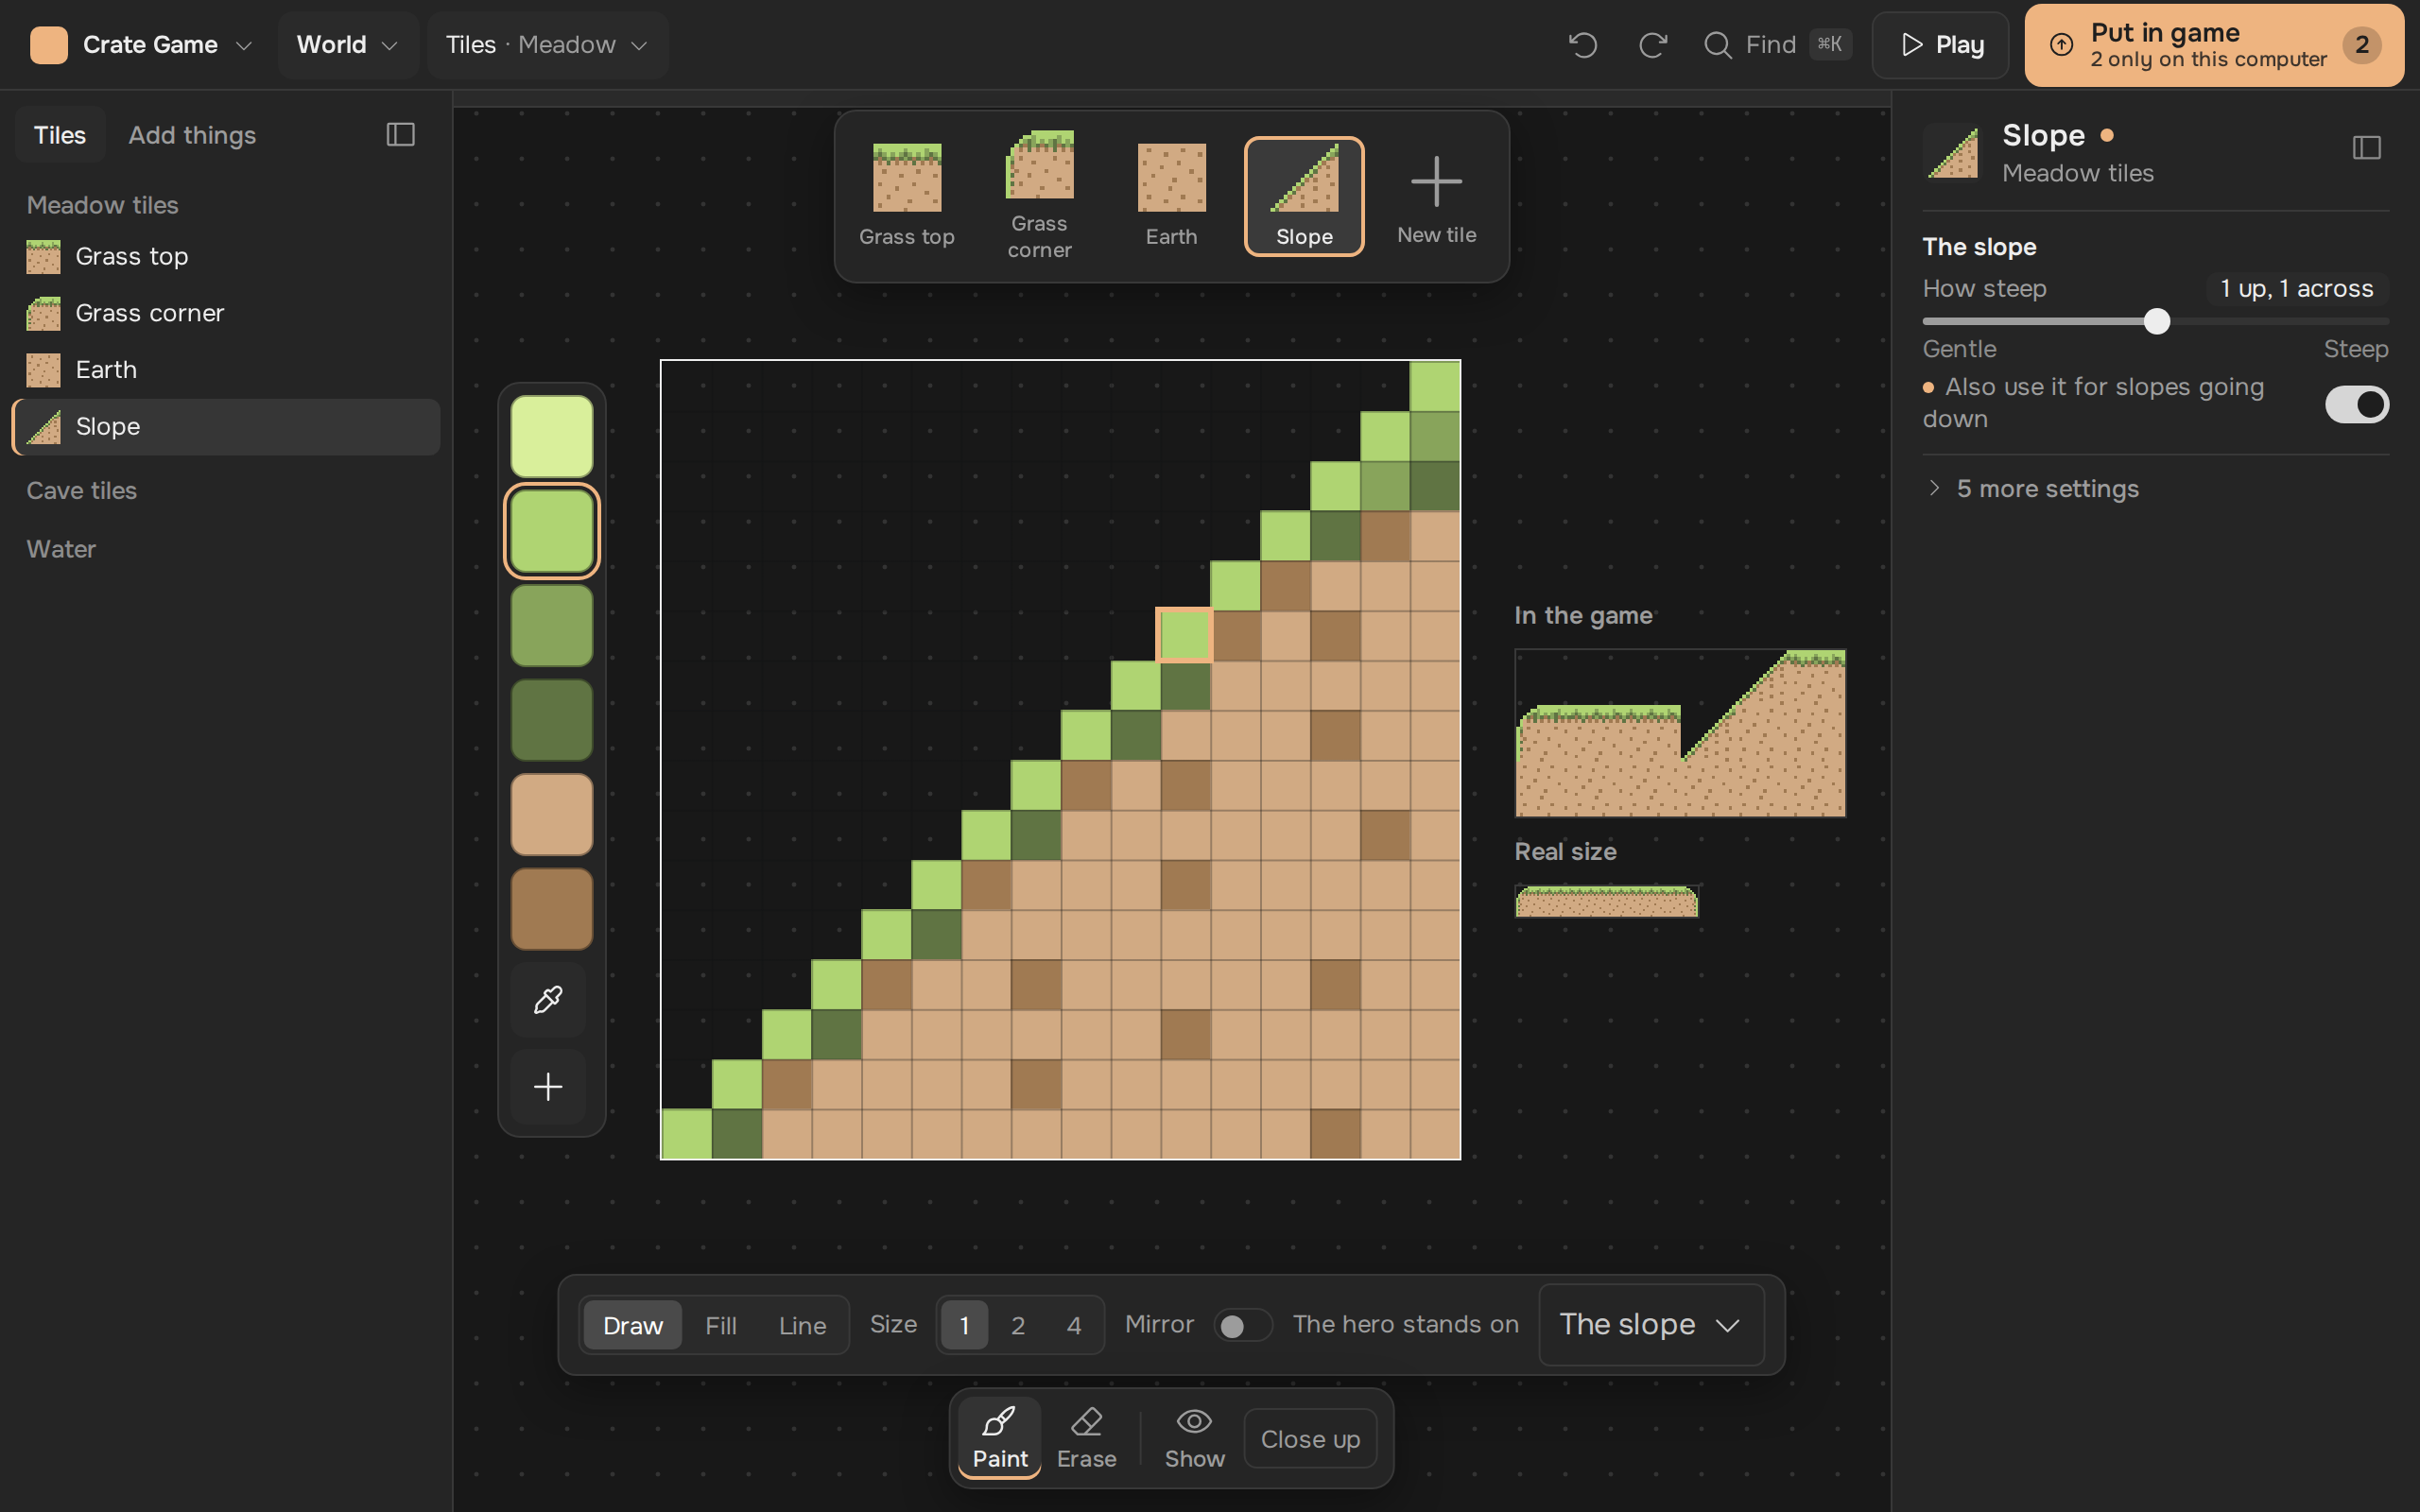 Crate Game
World
Tiles · Meadow
Find ⌘K
Play
Put in game
2 only on this computer
2
Tiles
Add things
Meadow tiles
Grass top
Grass corner
Earth
Slope
Cave tiles
Water
Grass top
Grass
corner
Earth
Slope
New tile
In the game
Real size
Draw
Fill
Line
Size
1
2
4
Mirror
The hero stands on
The slope
Paint
Erase
Show
Close up
Slope
Meadow tiles
The slope
How steep
1 up, 1 across
Gentle
Steep
Also use it for slopes going
down
5 more settings